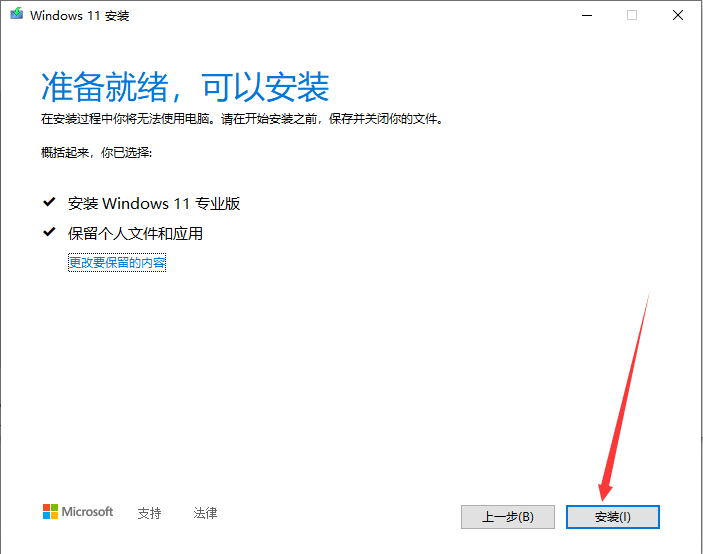 Windows 11 安装
准备就绪，可以安装
在安装过程中你将无法使用电脑。请在开始安装之前，保存并关闭你的文件。
概括起来，你已选择:
安装 Windows 11 专业版
保留个人文件和应用
更改要保留的内容
Microsoft 支持 法律 上一步(B) 安装(I)